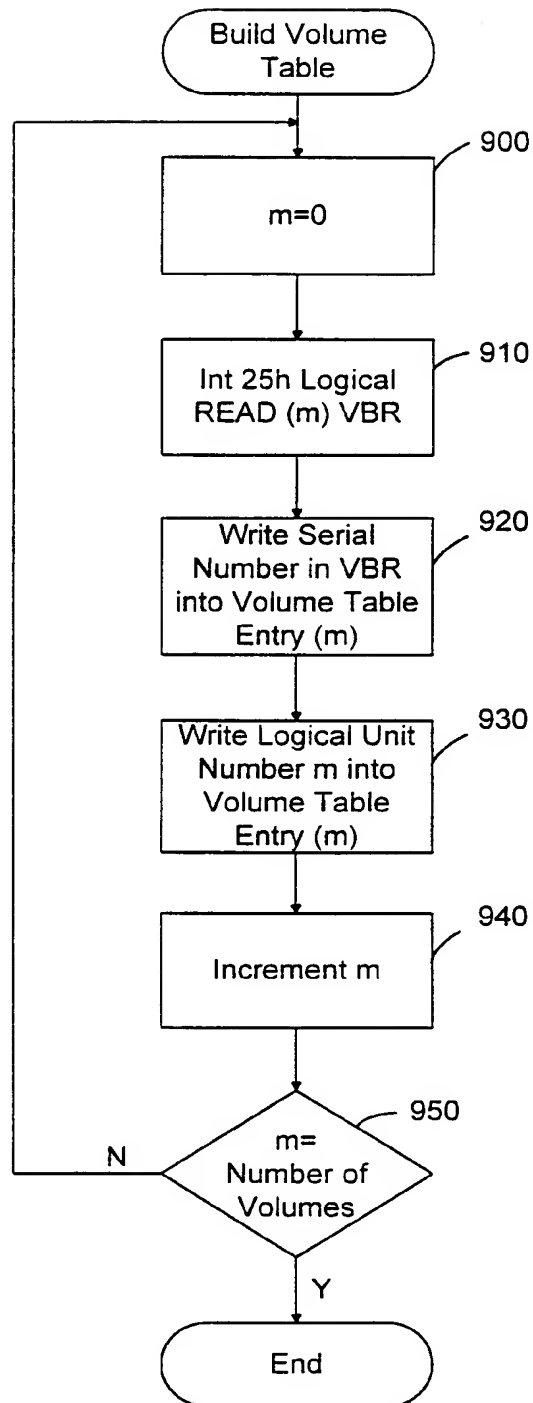 Build Volume
Table
900
m=0
910
Int 25h Logical
READ (m) VBR
920
Write Serial
Number in VBR
into Volume Table
Entry (m)
930
Write Logical Unit
Number m into
Volume Table
Entry (m)
940
Increment m
950
m=
Number of
Volumes
N
Y
End